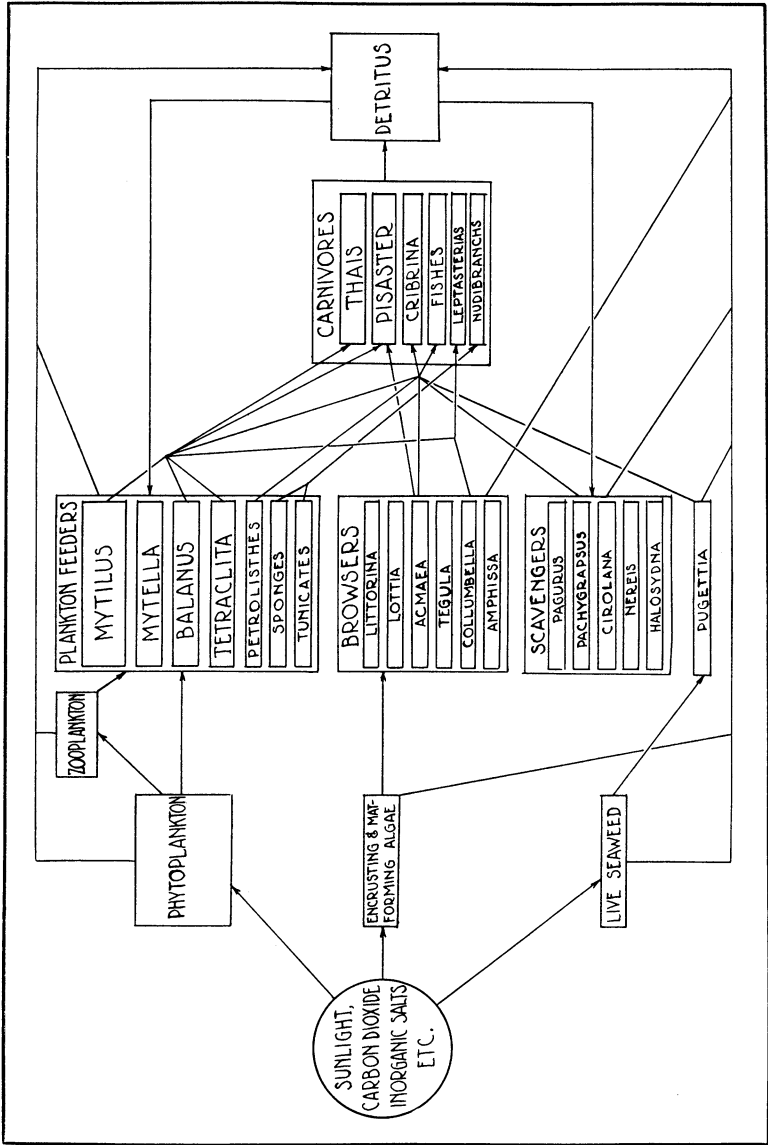 DETRITUS
CARNIVORES
THAIS
PISASTER
CRIBRINA
FISHES
LEPTASTERIAS
NUDIBRANCHS
PLANKTON FEEDERS
MYTILUS
MYTELLA
BALANUS
TETRACLITA
PETROLISTHES
SPONGES
TUNICATES
BROWSERS
LITTORINA
LOTTIA
ACMAEA
TEGULA
COLLUMBELLA
AMPHISSA
SCAVENGERS
PAGURUS
PACHYGRAPSUS
CIROLANA
NEREIS
HALOSYDNA
PUGETTIA
ZOOPLANKTON
PHYTOPLANKTON
ENCRUSTING & MAT-
FORMING ALGAE
LIVE SEAWEED
SUNLIGHT,
CARBON DIOXIDE
INORGANIC SALTS
ETC.